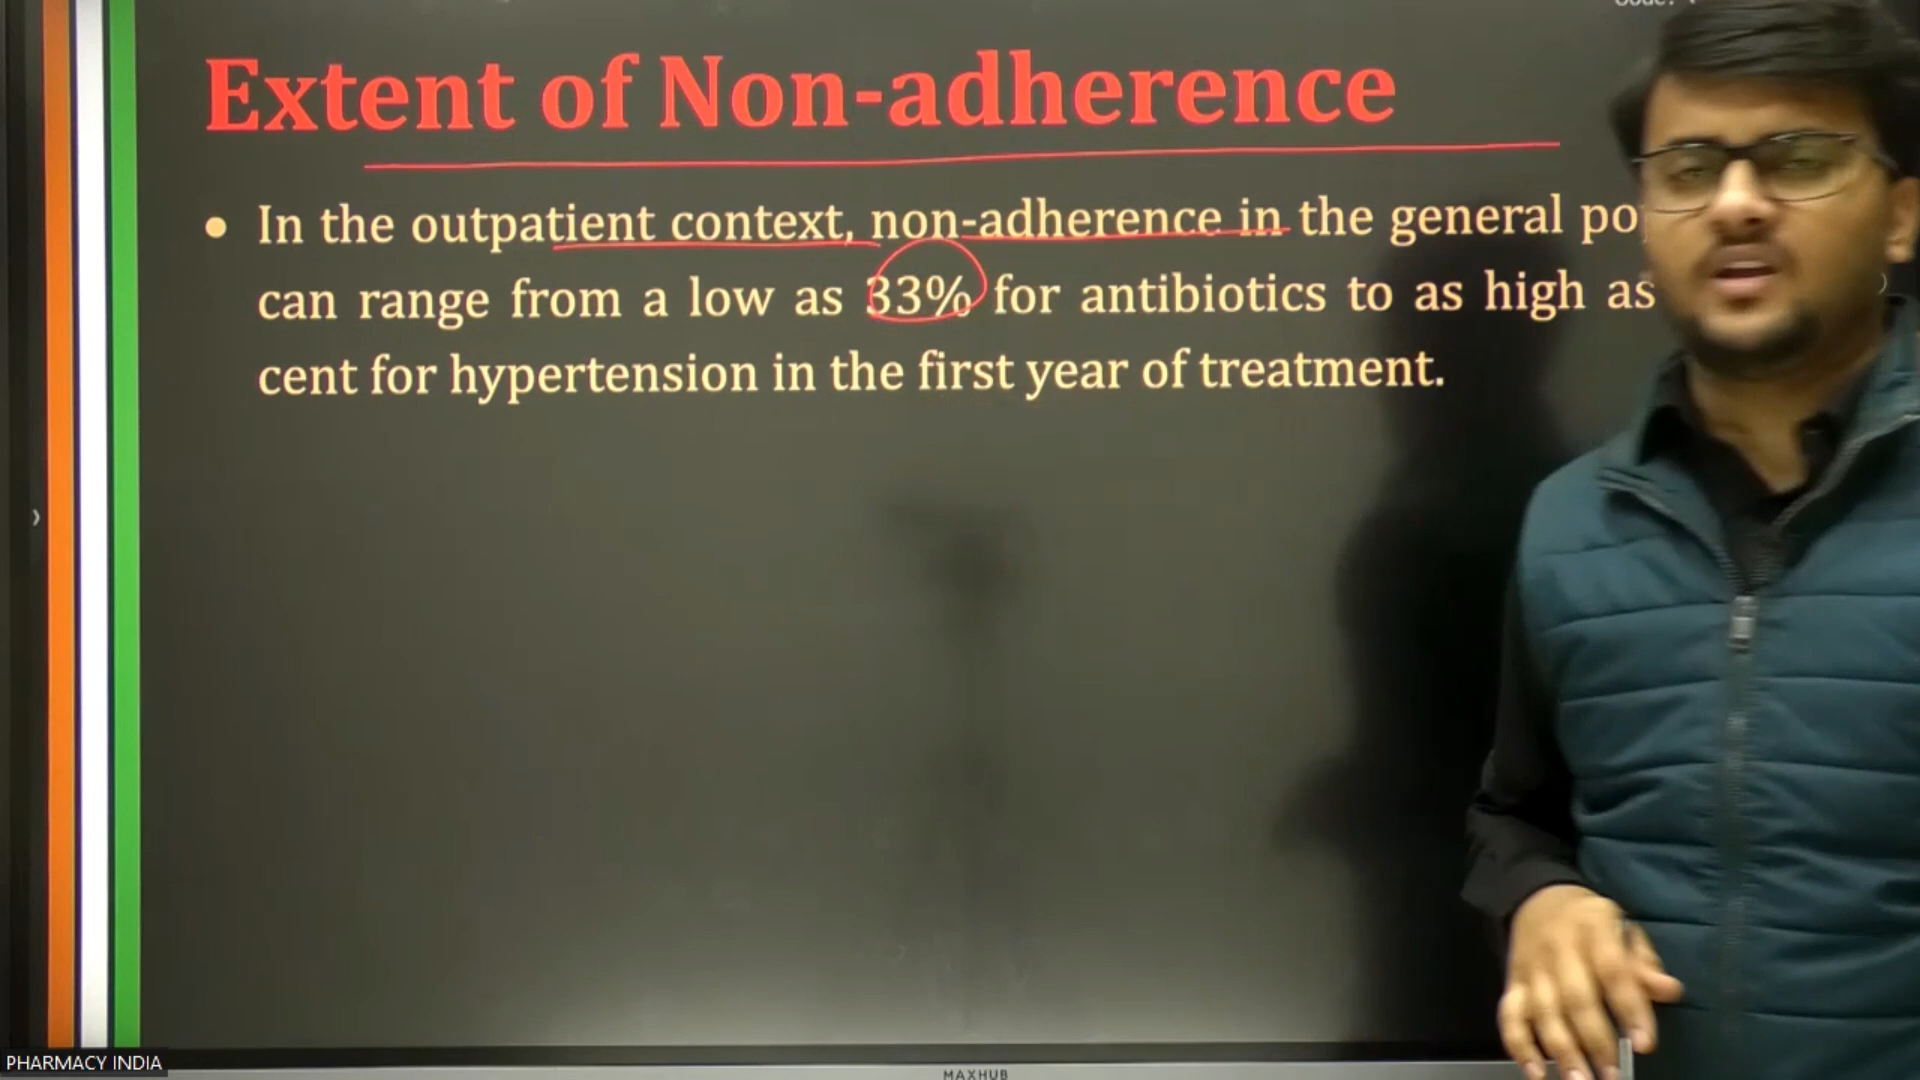 Extent of Non-adherence
• In the outpatient context, non-adherence in the general
can range from a low as 33% for antibiotics to as high as
cent for hypertension in the first year of treatment.
PHARMACY INDIA
MAXHUB